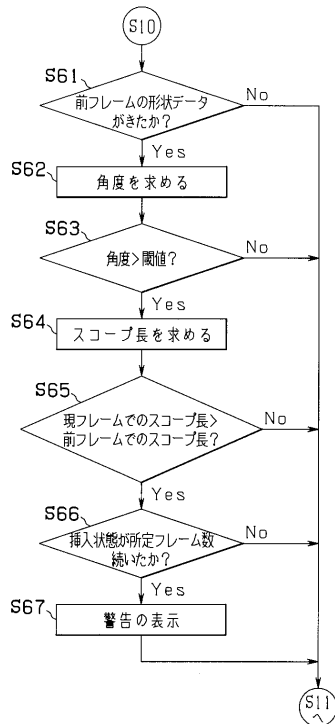 S10
S61
前フレームの形状データ
がきたか？
No
Yes
S62
角度を求める
S63
角度>閾値？
No
Yes
S64
スコープ長を求める
S65
現フレームでのスコープ長>
前フレームでのスコープ長？
No
Yes
S66
挿入状態が所定フレーム数
続いたか？
No
Yes
S67
警告の表示
S11